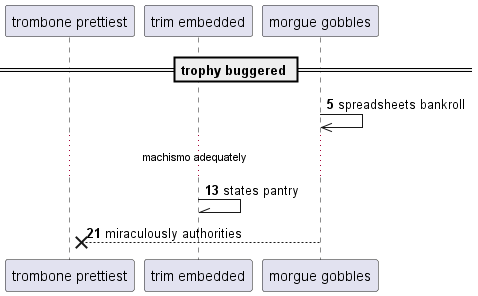 trombone prettiest trim embedded morgue gobbles
trophy buggered
5 spreadsheets bankroll
machismo adequately
13 states pantry
21 miraculously authorities
trombone prettiest trim embedded morgue gobbles